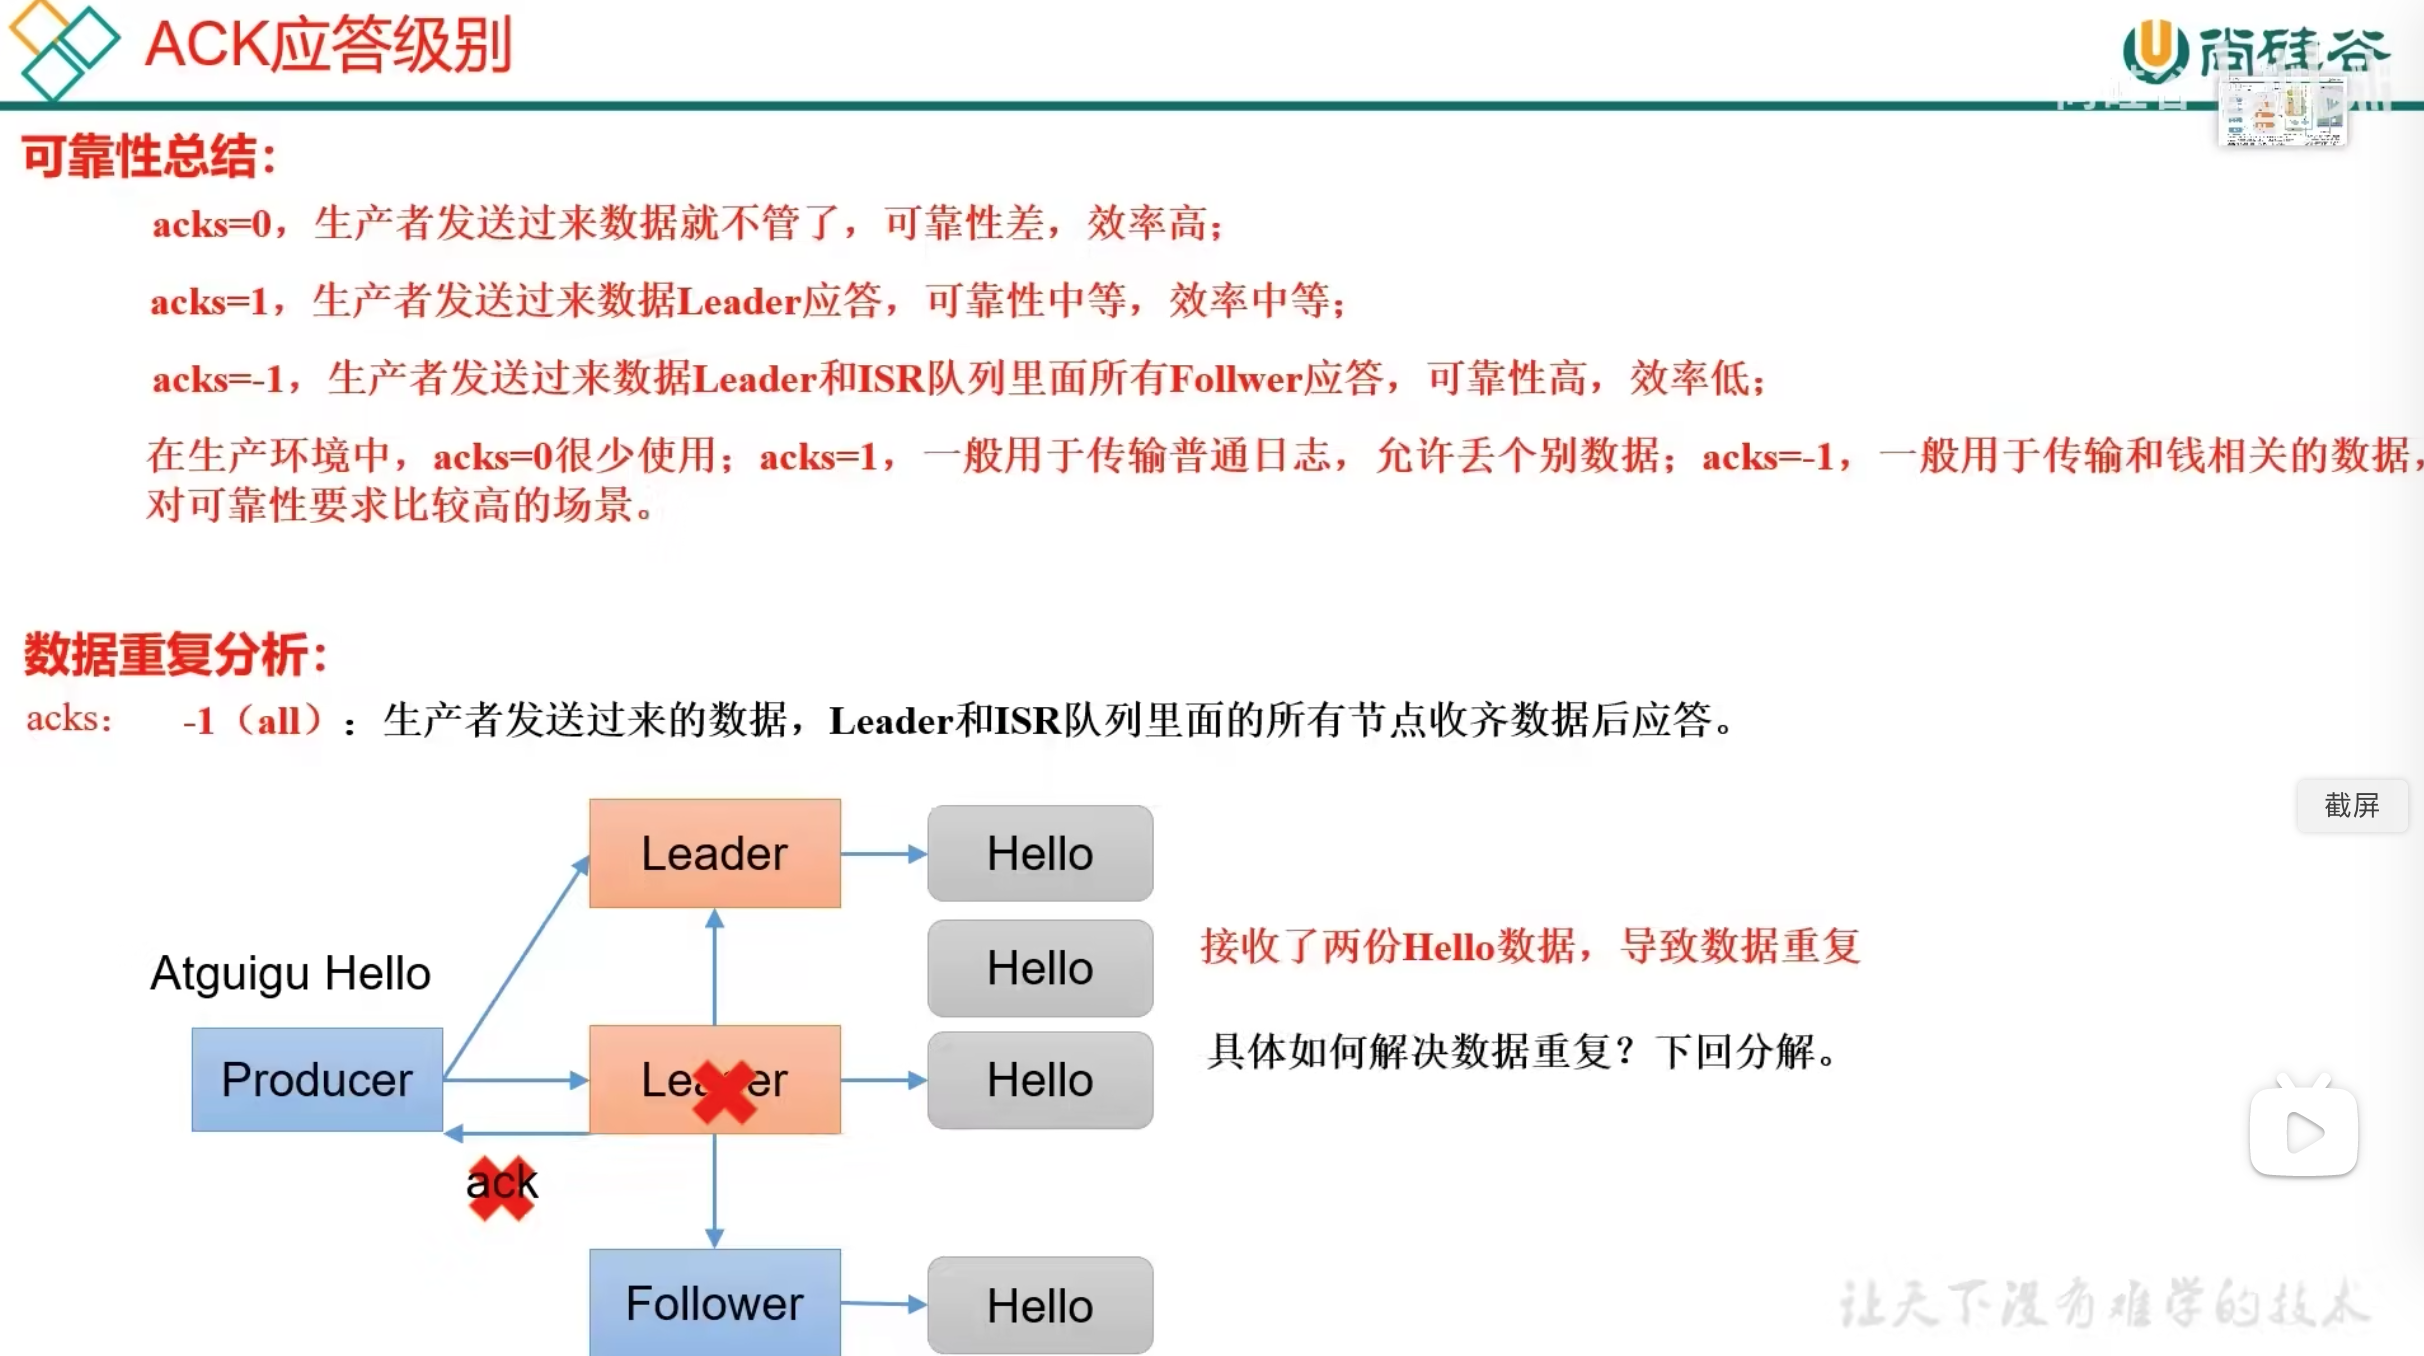 ACK应答级别
尚硅谷
可靠性总结：
acks=0，生产者发送过来数据就不管了，可靠性差，效率高；
acks=1，生产者发送过来数据Leader应答，可靠性中等，效率中等；
acks=-1，生产者发送过来数据Leader和ISR队列里面所有Follwer应答，可靠性高，效率低；
在生产环境中，acks=0很少使用；acks=1，一般用于传输普通日志，允许丢个别数据；acks=-1，一般用于传输和钱相关的数据，
对可靠性要求比较高的场景。
数据重复分析：
acks： -1（all）：生产者发送过来的数据，Leader和ISR队列里面的所有节点收齐数据后应答。
截屏
Leader
Hello
Hello
接收了两份Hello数据，导致数据重复
Atguigu Hello
Producer
Leader
Hello
具体如何解决数据重复？下回分解。
ack
Follower
Hello
让天下没有难学的技术